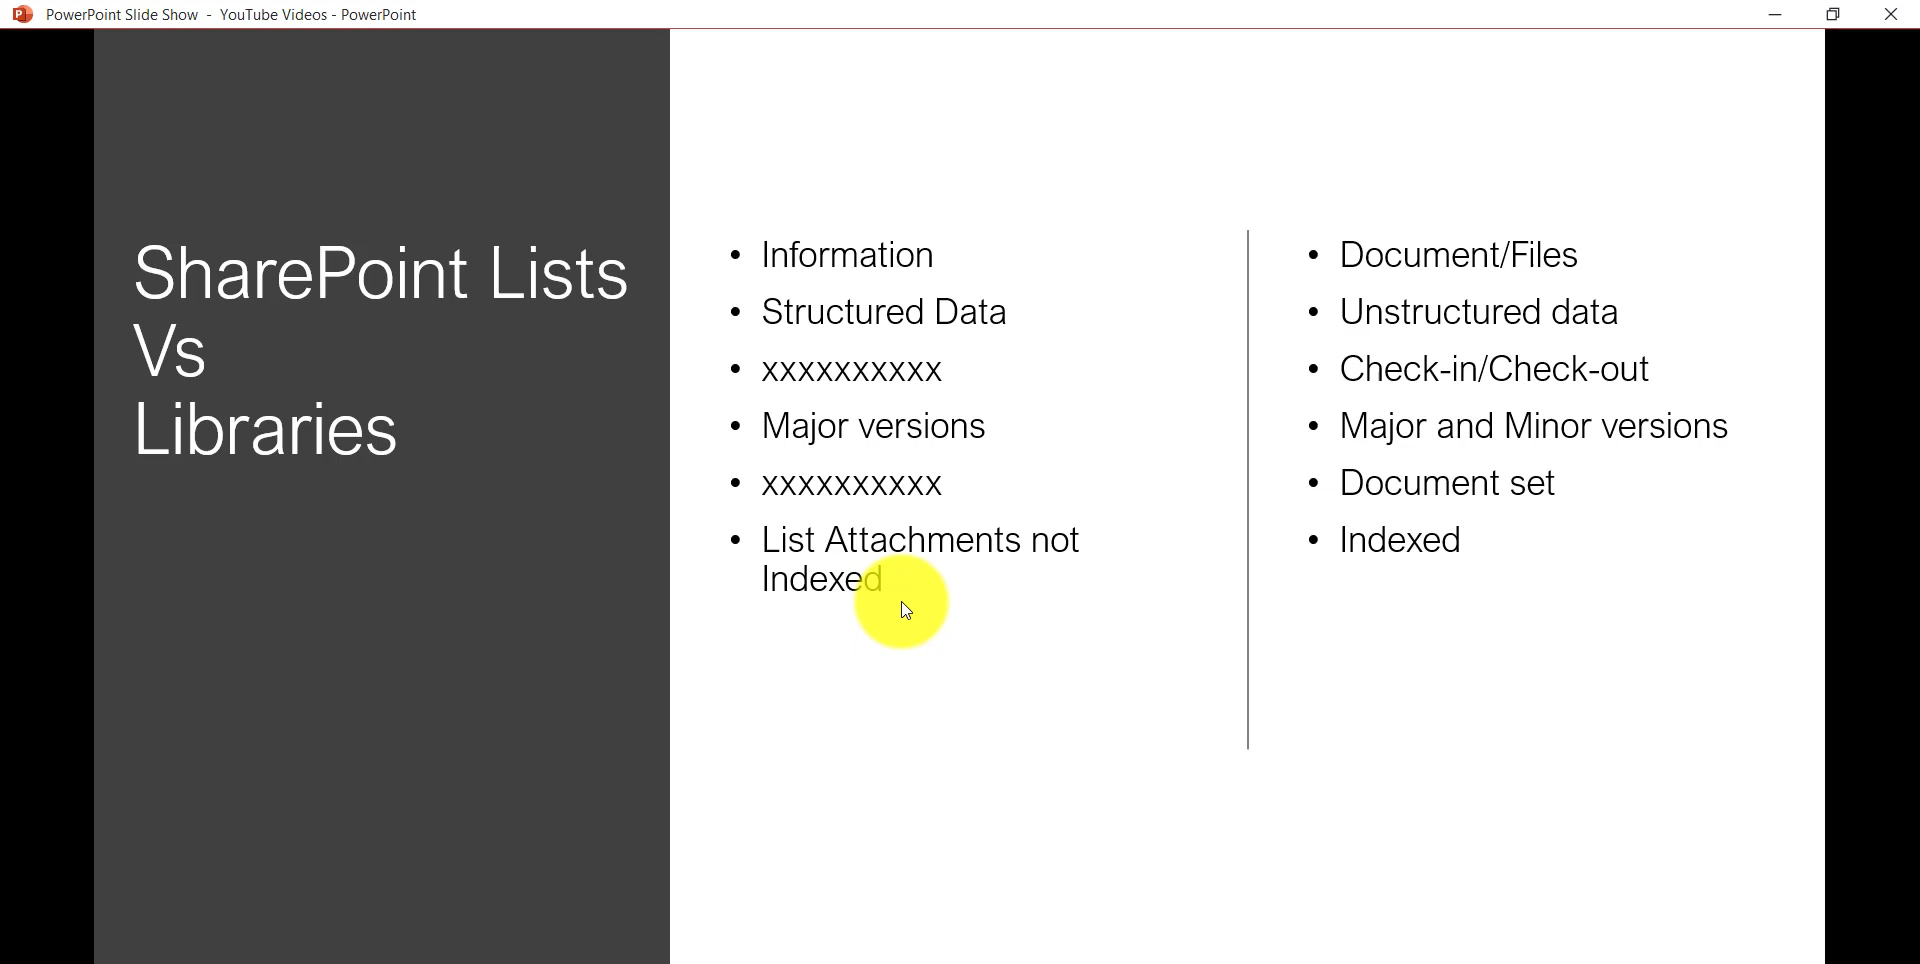 PowerPoint Slide Show - YouTube Videos - PowerPoint
SharePoint Lists
Vs
Libraries
• Information
• Structured Data
• xxxxxxxxxx
• Major versions
• xxxxxxxxxx
• List Attachments not
Indexed
• Document/Files
• Unstructured data
• Check-in/Check-out
• Major and Minor versions
• Document set
• Indexed